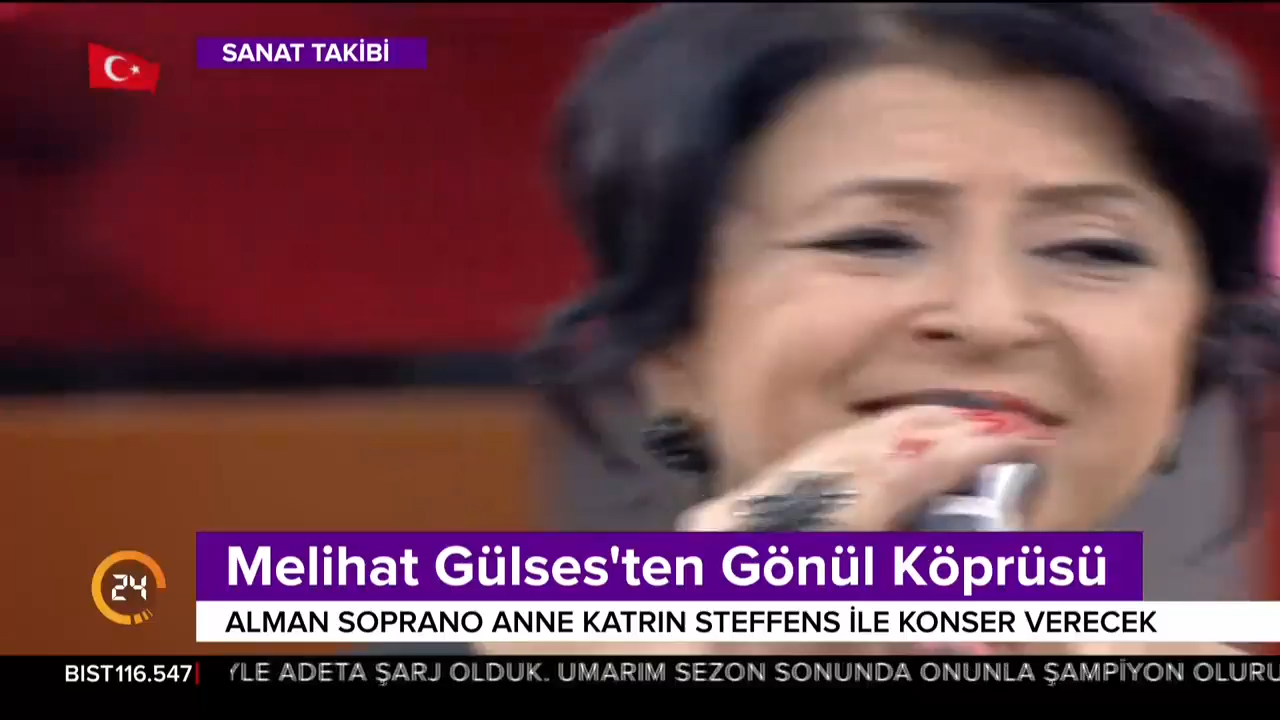 SANAT TAKİBİ
24
Melihat Gülses'ten Gönül Köprüsü
ALMAN SOPRANO ANNE KATRIN STEFFENS İLE KONSER VERECEK
BIST116.547 YLE ADETA ŞARJ OLDUK. UMARIM SEZON SONUNDA ONUNLA ŞAMPİYON OLURU